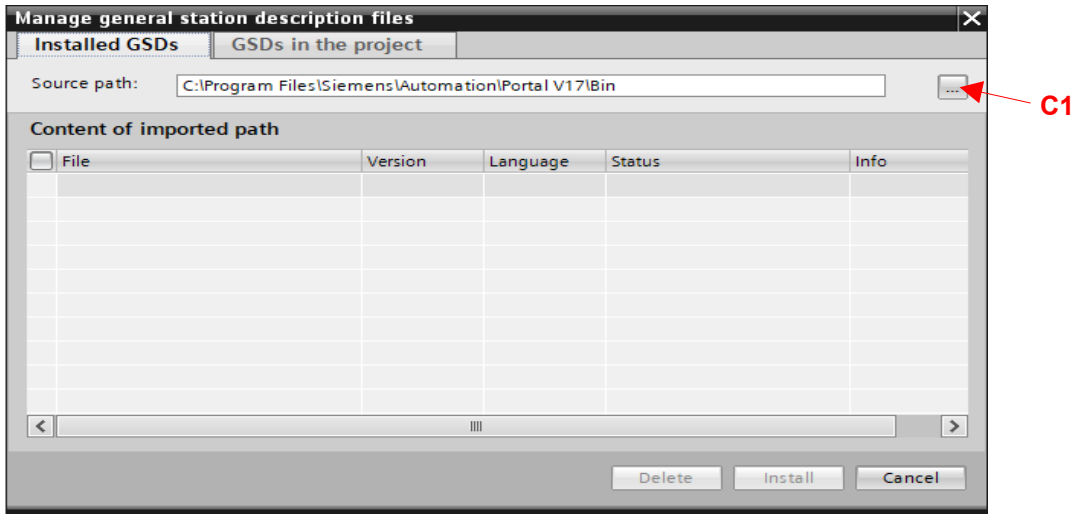 Manage general station description files
Installed GSDs GSDs in the project
Source path: C:\Program Files\Siemens\Automation\Portal V17\Bin ...
C1
Content of imported path
File Version Language Status Info
Delete Install Cancel